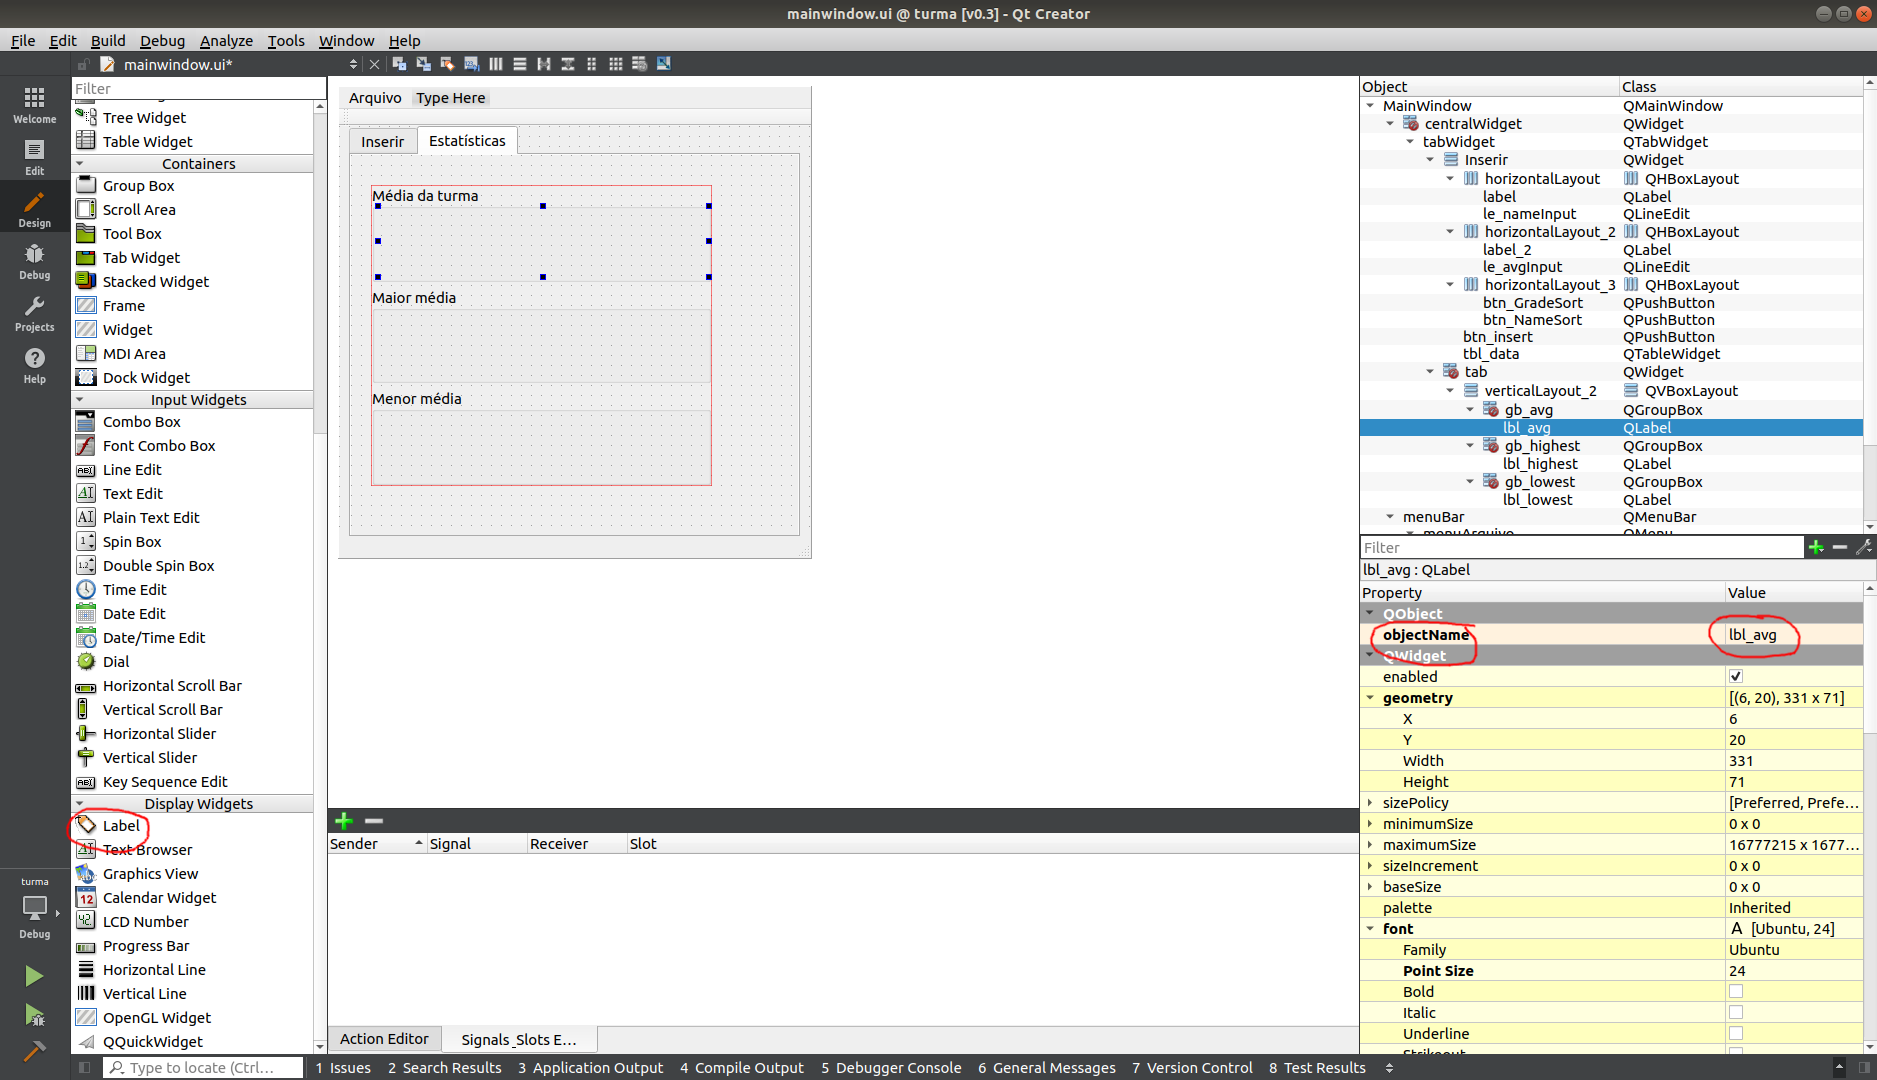 mainwindow.ui @ turma [v0.3] - Qt Creator
File Edit Build Debug Analyze Tools Window Help
mainwindow.ui*
Welcome
Edit
Design
Debug
Projects
Help
turma
Debug
Filter
Tree Widget
Table Widget
Containers
Group Box
Scroll Area
Tool Box
Tab Widget
Stacked Widget
Frame
Widget
MDI Area
Dock Widget
Input Widgets
Combo Box
Font Combo Box
Line Edit
Text Edit
Plain Text Edit
Spin Box
Double Spin Box
Time Edit
Date Edit
Date/Time Edit
Dial
Horizontal Scroll Bar
Vertical Scroll Bar
Horizontal Slider
Vertical Slider
Key Sequence Edit
Display Widgets
Label
Text Browser
Graphics View
Calendar Widget
LCD Number
Progress Bar
Horizontal Line
Vertical Line
OpenGL Widget
QQuickWidget
Arquivo Type Here
Inserir Estatísticas
Média da turma
Maior média
Menor média
Sender Signal Receiver Slot
Action Editor Signals _Slots E...
Object Class
MainWindow QMainWindow
centralWidget QWidget
tabWidget QTabWidget
Inserir QWidget
horizontalLayout QHBoxLayout
label QLabel
le_nameInput QLineEdit
horizontalLayout_2 QHBoxLayout
label_2 QLabel
le_avgInput QLineEdit
horizontalLayout_3 QHBoxLayout
btn_GradeSort QPushButton
btn_NameSort QPushButton
btn_insert QPushButton
tbl_data QTableWidget
tab QWidget
verticalLayout_2 QVBoxLayout
gb_avg QGroupBox
lbl_avg QLabel
gb_highest QGroupBox
lbl_highest QLabel
gb_lowest QGroupBox
lbl_lowest QLabel
menuBar QMenuBar
menuArquivo QMenu
Filter
lbl_avg : QLabel
Property Value
QObject
objectName lbl_avg
QWidget
enabled
geometry [(6, 20), 331 x 71]
X 6
Y 20
Width 331
Height 71
sizePolicy [Preferred, Prefe...
minimumSize 0 x 0
maximumSize 16777215 x 1677...
sizeIncrement 0 x 0
baseSize 0 x 0
palette Inherited
font A [Ubuntu, 24]
Family Ubuntu
Point Size 24
Bold
Italic
Underline
Strikeout
Type to locate (Ctrl... 1 Issues 2 Search Results 3 Application Output 4 Compile Output 5 Debugger Console 6 General Messages 7 Version Control 8 Test Results